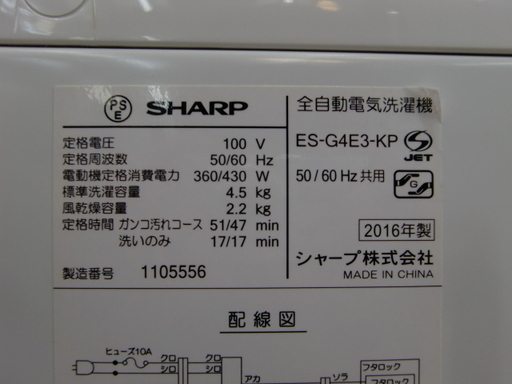 PSE SHARP
定格電圧 100 V
定格周波数 50/60 Hz
電動機定格消費電力 360/430 W
標準洗濯容量 4.5 kg
風乾燥容量 2.2 kg
定格時間 ガンコ汚れコース 51/47 min
洗いのみ 17/17 min
製造番号 1105556
全自動電気洗濯機
ES-G4E3-KP S JET
50/60 Hz共用 G
2016年製
シャープ株式会社
MADE IN CHINA
配線図
ヒューズ10A
クロ クロ
シロ シロ
アカ
ソラ
フタロック
フタロック